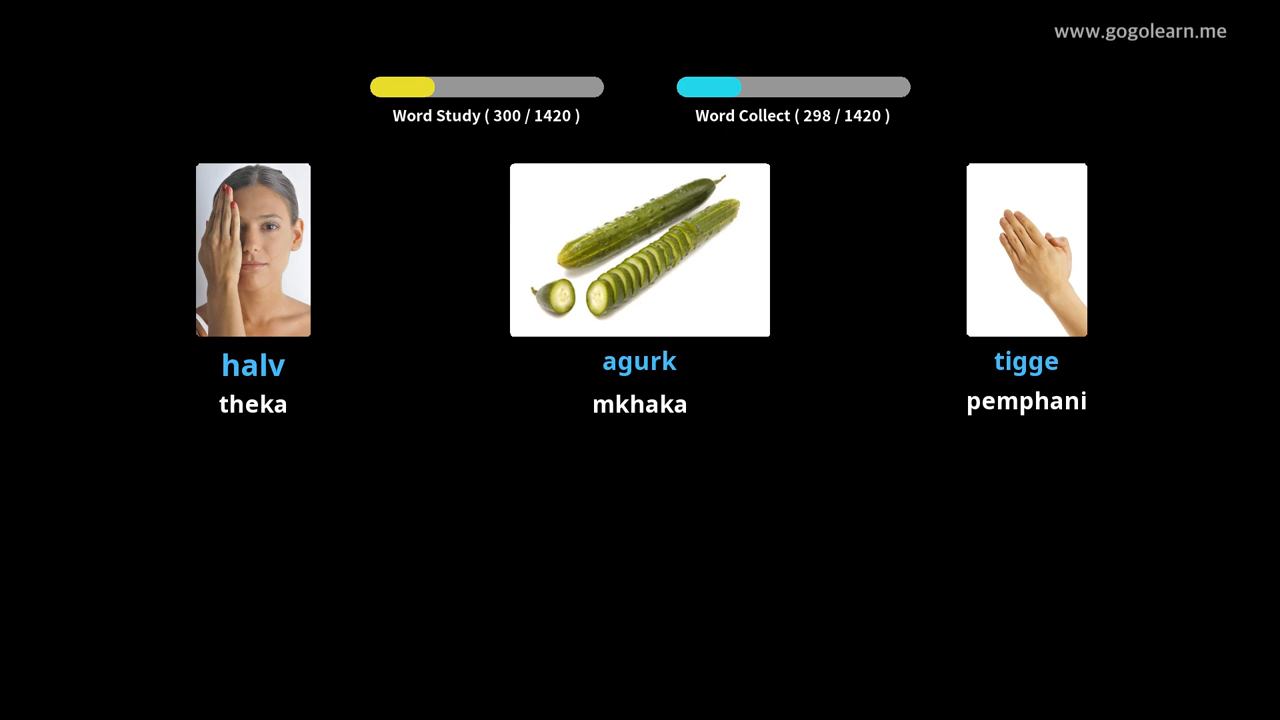 www.gogolearn.me
Word Study ( 300 / 1420 )
Word Collect ( 298 / 1420 )
halv
agurk
tigge
theka
mkhaka
pemphani